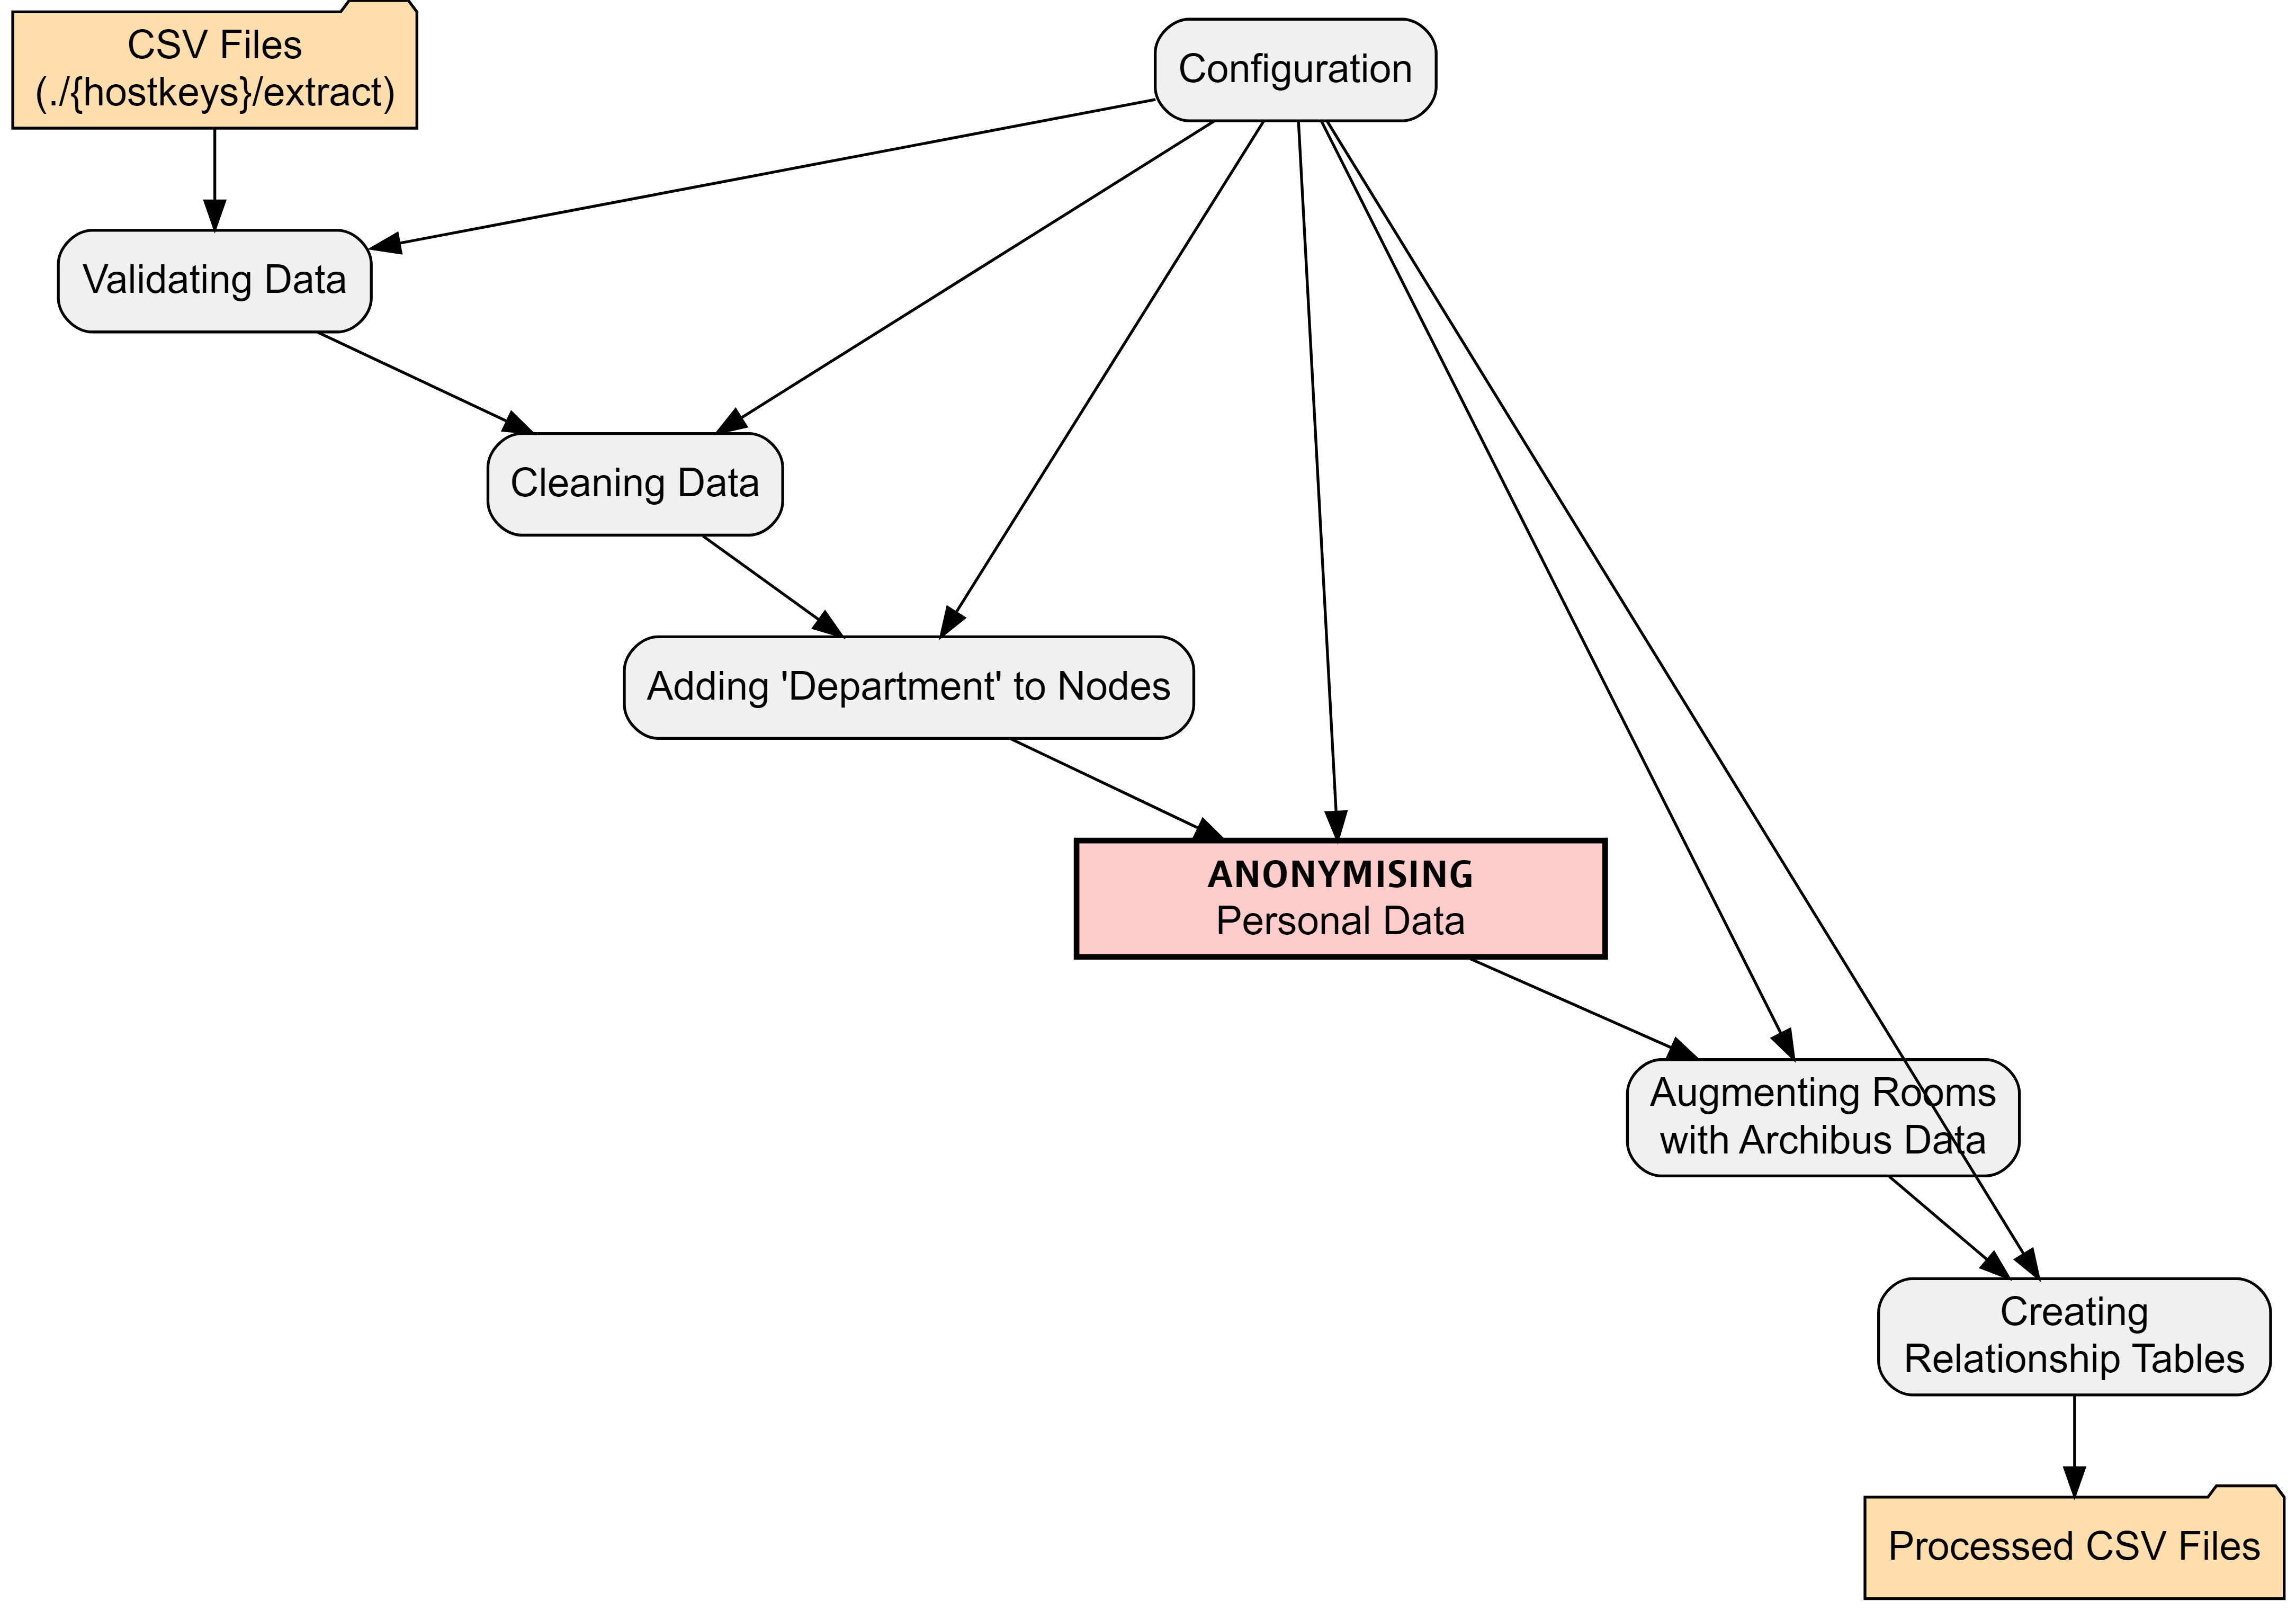 CSV Files
(./{hostkeys}/extract)
Configuration
Validating Data
Cleaning Data
Adding 'Department' to Nodes
ANONYMISING
Personal Data
Augmenting Rooms
with Archibus Data
Creating
Relationship Tables
Processed CSV Files